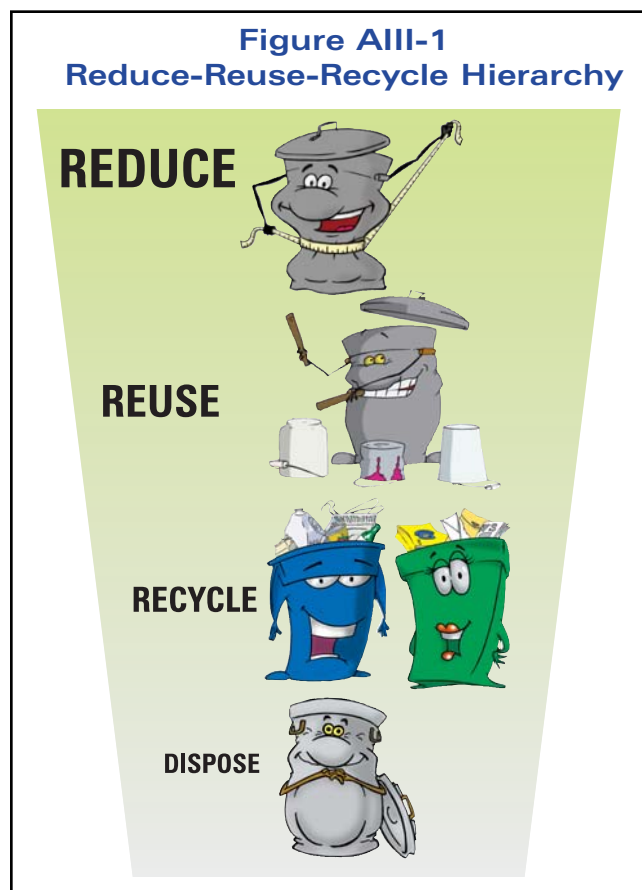 Figure AIII-1
Reduce-Reuse-Recycle Hierarchy
REDUCE
REUSE
RECYCLE
DISPOSE